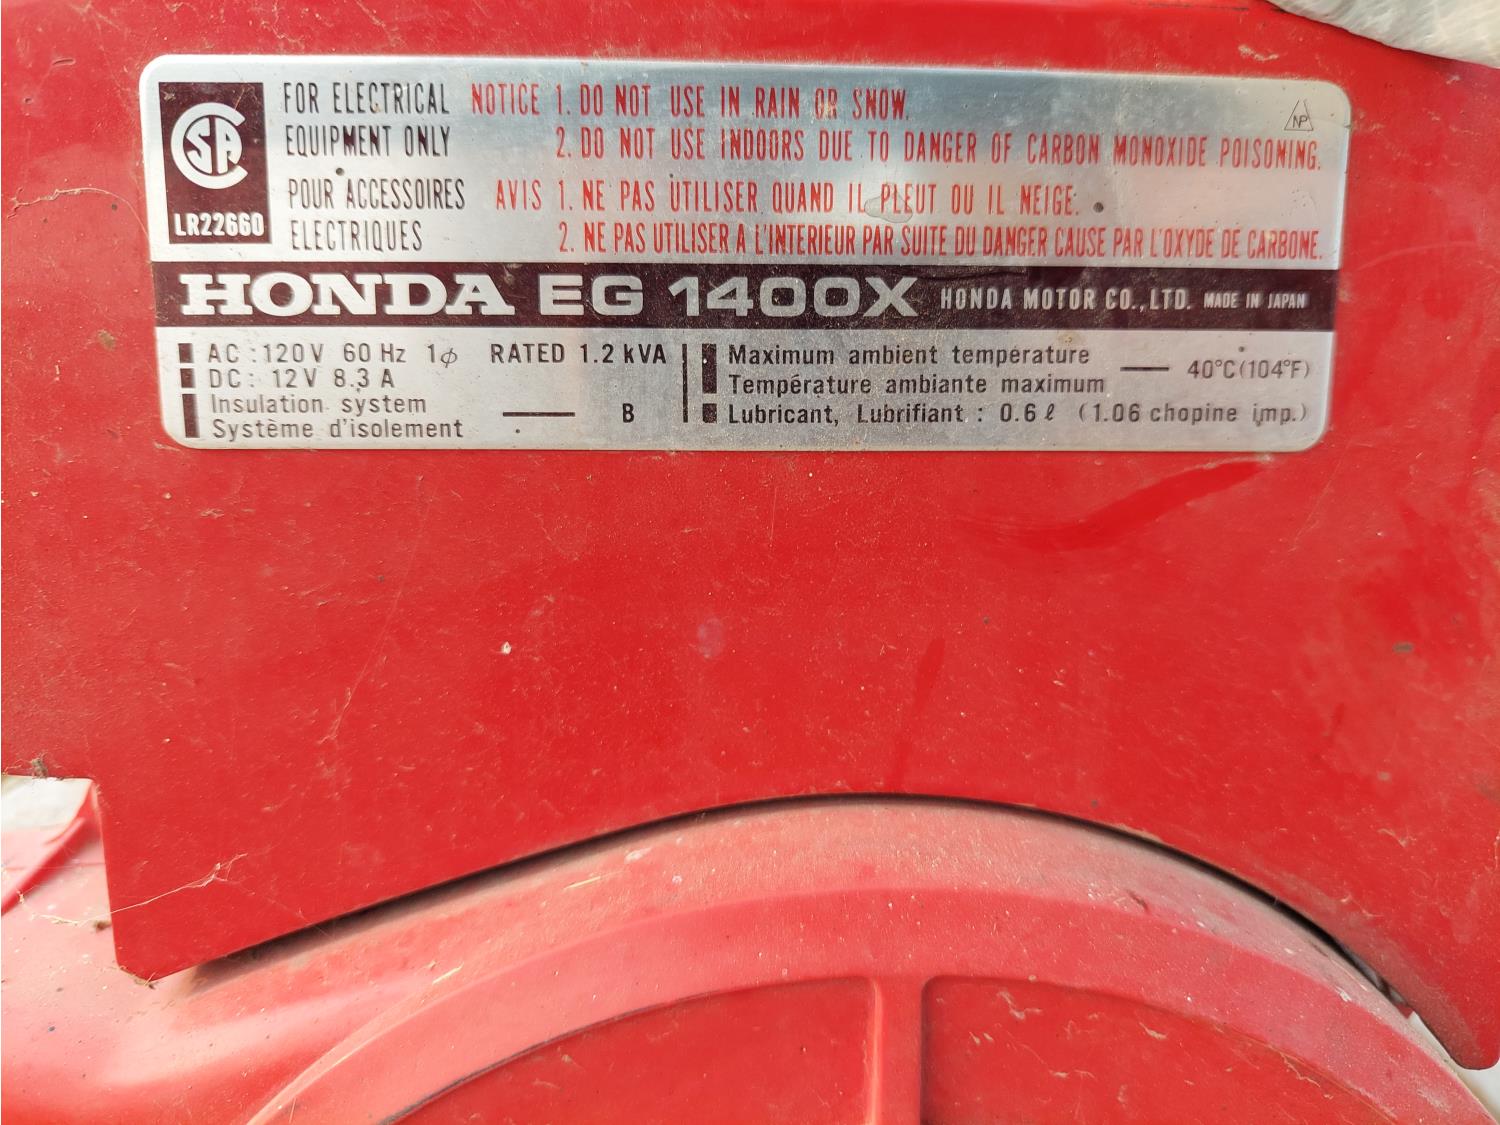 CSA
LR22660
FOR ELECTRICAL EQUIPMENT ONLY
NOTICE 1. DO NOT USE IN RAIN OR SNOW.
2. DO NOT USE INDOORS DUE TO DANGER OF CARBON MONOXIDE POISONING.
NP
POUR ACCESSOIRES ELECTRIQUES
AVIS 1. NE PAS UTILISER QUAND IL PLEUT OU IL NEIGE.
2. NE PAS UTILISER A L'INTERIEUR PAR SUITE DU DANGER CAUSE PAR L'OXYDE DE CARBONE.
HONDA EG 1400X HONDA MOTOR CO., LTD. MADE IN JAPAN
AC : 120V 60 Hz 1φ RATED 1.2 kVA
DC : 12V 8.3 A
Insulation system
Système d'isolement —— B
Maximum ambient température
Température ambiante maximum —— 40°C (104°F)
Lubricant, Lubrifiant : 0.6 ℓ (1.06 chopine imp.)